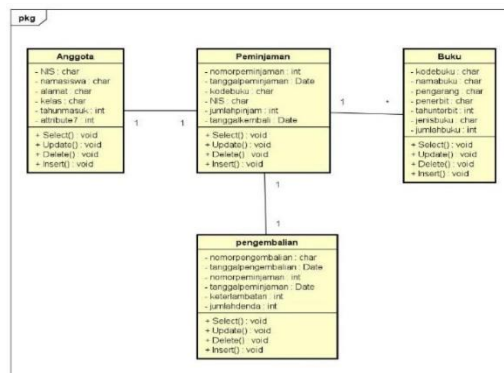 pkg
Anggota
- NIS : char
- namasiswa : char
- alamat : char
- kelas : char
- tahunmasuk : int
- attribute7 : int
+ Select() : void
+ Update() : void
+ Delete() : void
+ Insert() : void
1
1
Peminjaman
- nomorpeminjaman : int
- tanggalpeminjaman : Date
- kodebuku : char
- NIS : char
- jumlahpinjam : int
- tanggalkembali : Date
+ Select() : void
+ Update() : void
+ Delete() : void
+ Insert() : void
1
*
Buku
- kodebuku : char
- namabuku : char
- pengarang : char
- penerbit : char
- tahunterbit : int
- jenisbuku : char
- jumlahbuku : int
+ Select() : void
+ Update() : void
+ Delete() : void
+ Insert() : void
1
1
pengembalian
- nomorpengembalian : char
- tanggalpengembalian : Date
- nomorpeminjaman : int
- tanggalpeminjaman : Date
- keterlambatan : int
- jumlahdenda : int
+ Select() : void
+ Update() : void
+ Delete() : void
+ Insert() : void